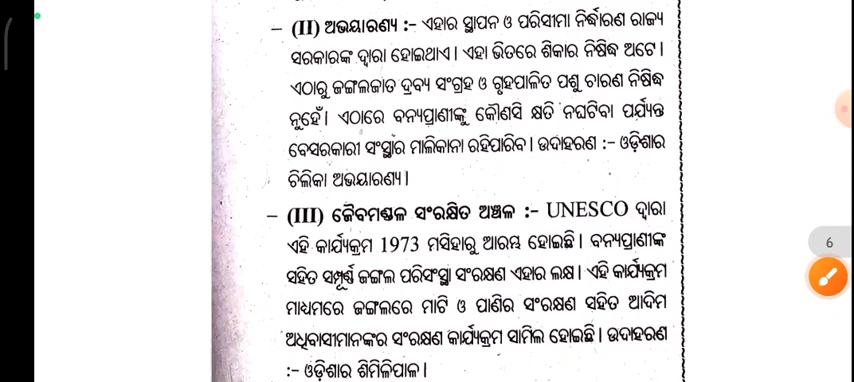 – (II) ଅଭୟାରଣ୍ୟ :- ଏହାର ସ୍ଥାପନ ଓ ପରିସୀମା ନିର୍ଦ୍ଧାରଣ ରାଜ୍ୟ
ସରକାରଙ୍କ ଦ୍ୱାରା ହୋଇଥାଏ। ଏହା ଭିତରେ ଶିକାର ନିଷିଦ୍ଧ ଅଟେ।
ଏଠାରୁ ଜଙ୍ଗଲଜାତ ଦ୍ରବ୍ୟ ସଂଗ୍ରହ ଓ ଗୃହପାଳିତ ପଶୁ ଚାରଣ ନିଷିଦ୍ଧ
ନୁହେଁ। ଏଠାରେ ବନ୍ୟପ୍ରାଣୀଙ୍କୁ କୌଣସି କ୍ଷତି ନଘଟିବା ପର୍ଯ୍ୟନ୍ତ
ବେସରକାରୀ ସଂସ୍ଥାର ମାଲିକାନା ରହିପାରିବ। ଉଦାହରଣ :- ଓଡ଼ିଶାର
ଚିଲିକା ଅଭୟାରଣ୍ୟ।
– (III) ଜୈବମଣ୍ଡଳ ସଂରକ୍ଷିତ ଅଞ୍ଚଳ :- UNESCO ଦ୍ୱାରା
ଏହି କାର୍ଯ୍ୟକ୍ରମ 1973 ମସିହାରୁ ଆରମ୍ଭ ହୋଇଛି। ବନ୍ୟପ୍ରାଣୀଙ୍କ
ସହିତ ସମ୍ପୂର୍ଣ୍ଣ ଜଙ୍ଗଲ ପରିସଂସ୍ଥା ସଂରକ୍ଷଣ ଏହାର ଲକ୍ଷ। ଏହି କାର୍ଯ୍ୟକ୍ରମ
ମାଧ୍ୟମରେ ଜଙ୍ଗଲରେ ମାଟି ଓ ପାଣିର ସଂରକ୍ଷଣ ସହିତ ଆଦିମ
ଅଧିବାସୀମାନଙ୍କର ସଂରକ୍ଷଣ କାର୍ଯ୍ୟକ୍ରମ ସାମିଲ ହୋଇଛି। ଉଦାହରଣ
:- ଓଡ଼ିଶାର ଶିମିଳିପାଳ।
6